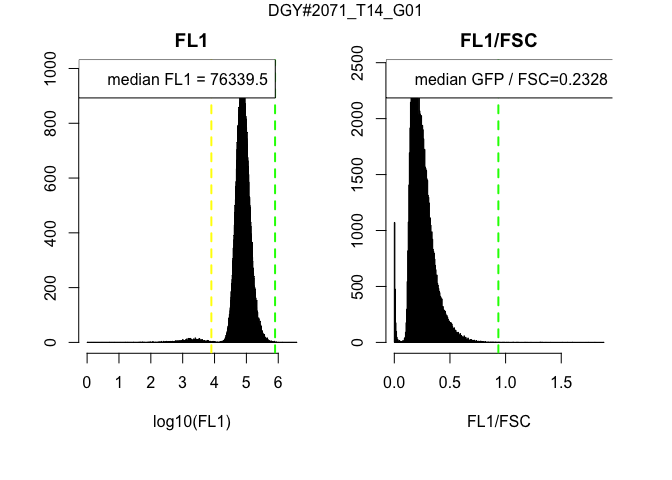 DGY#2071_T14_G01
FL1
FL1/FSC
median FL1 = 76339.5
median GFP / FSC=0.2328
1000
800
600
400
200
0
2500
2000
1500
1000
500
0
0 1 2 3 4 5 6
0.0 0.5 1.0 1.5
log10(FL1)
FL1/FSC